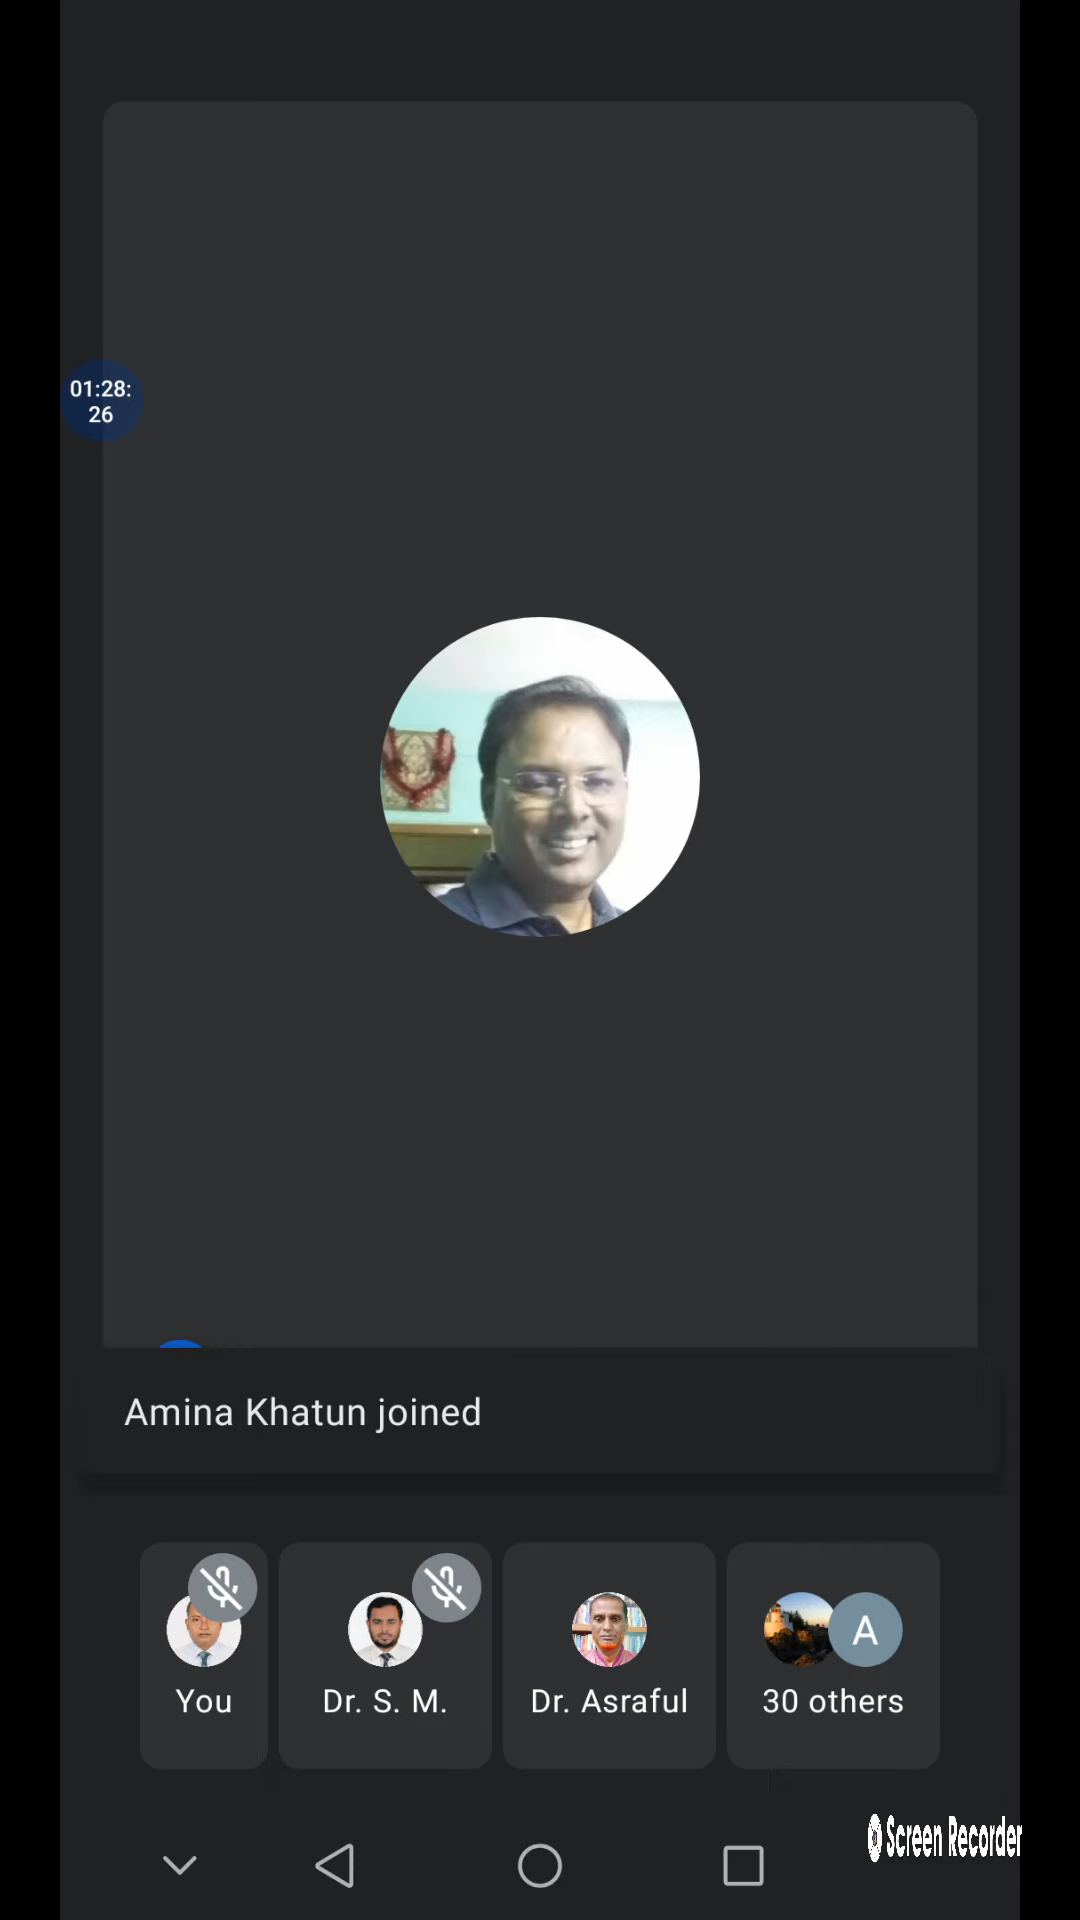 01:28:
26
Amina Khatun joined
You
Dr. S. M.
Dr. Asraful
A
30 others
Screen Recorder